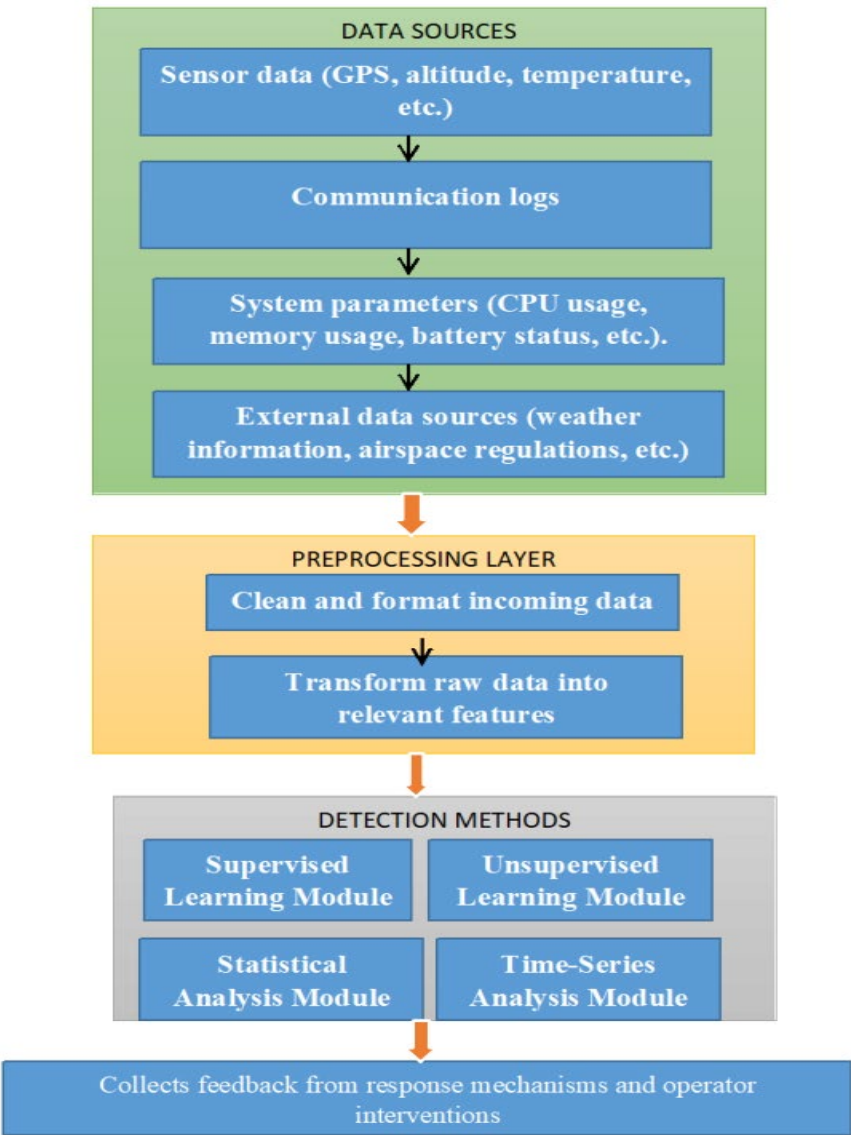 DATA SOURCES
Sensor data (GPS, altitude, temperature,
etc.)
Communication logs
System parameters (CPU usage,
memory usage, battery status, etc.).
External data sources (weather
information, airspace regulations, etc.)
PREPROCESSING LAYER
Clean and format incoming data
Transform raw data into
relevant features
DETECTION METHODS
Supervised
Learning Module
Unsupervised
Learning Module
Statistical
Analysis Module
Time-Series
Analysis Module
Collects feedback from response mechanisms and operator
interventions